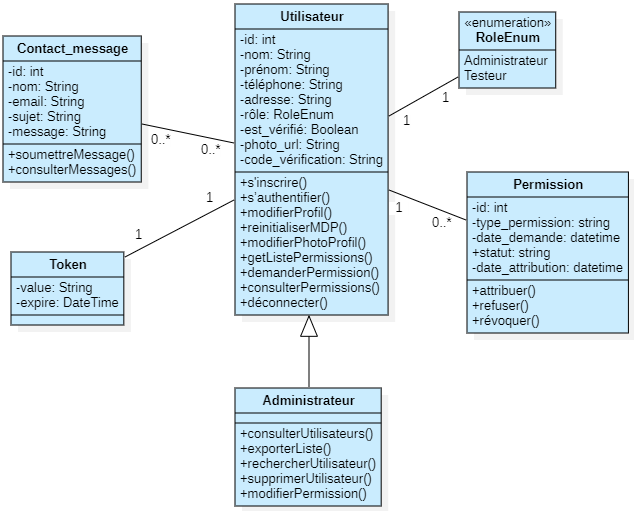 Contact_message
-id: int
-nom: String
-email: String
-sujet: String
-message: String
+soumettreMessage()
+consulterMessages()
0..*
0..*
Utilisateur
-id: int
-nom: String
-prénom: String
-téléphone: String
-adresse: String
-rôle: RoleEnum
-est_vérifié: Boolean
-photo_url: String
-code_vérification: String
+s'inscrire()
+s'authentifier()
+modifierProfil()
+reinitialiserMDP()
+modifierPhotoProfil()
+getListePermissions()
+demanderPermission()
+consulterPermissions()
+déconnecter()
«enumeration»
RoleEnum
Administrateur
Testeur
1
1
Permission
-id: int
-type_permission: string
-date_demande: datetime
+statut: string
-date_attribution: datetime
+attribuer()
+refuser()
+révoquer()
1
0..*
Token
-value: String
-expire: DateTime
1
1
Administrateur
+consulterUtilisateurs()
+exporterListe()
+rechercherUtilisateur()
+supprimerUtilisateur()
+modifierPermission()